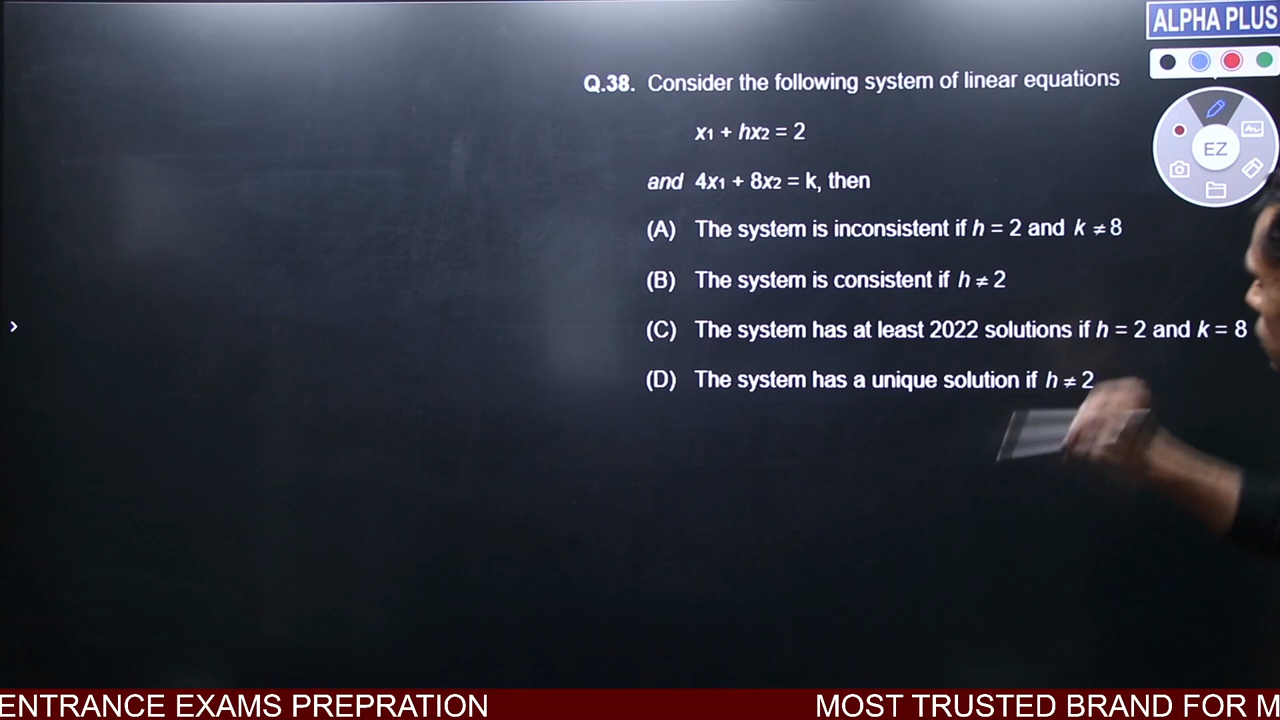 ALPHA PLUS
Q.38. Consider the following system of linear equations
x1 + hx2 = 2
and 4x1 + 8x2 = k, then
EZ
(A) The system is inconsistent if h = 2 and k ≠ 8
(B) The system is consistent if h ≠ 2
(C) The system has at least 2022 solutions if h = 2 and k = 8
(D) The system has a unique solution if h ≠ 2
ENTRANCE EXAMS PREPRATION MOST TRUSTED BRAND FOR M